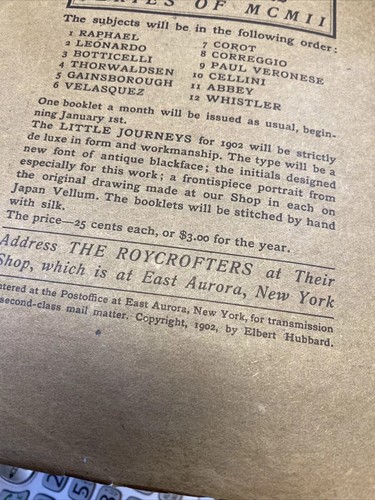 SERIES OF MCMII
The subjects will be in the following order:
1 RAPHAEL
2 LEONARDO
3 BOTTICELLI
4 THORWALDSEN
5 GAINSBOROUGH
6 VELASQUEZ
7 COROT
8 CORREGGIO
9 PAUL VERONESE
10 CELLINI
11 ABBEY
12 WHISTLER
One booklet a month will be issued as usual, begin-
ning January 1st.
The LITTLE JOURNEYS for 1902 will be strictly
de luxe in form and workmanship. The type will be a
new font of antique blackface; the initials designed
especially for this work; a frontispiece portrait from
the original drawing made at our Shop in each on
Japan Vellum. The booklets will be stitched by hand
with silk.
The price—25 cents each, or $3.00 for the year.
Address THE ROYCROFTERS at Their
Shop, which is at East Aurora, New York
ntered at the Postoffice at East Aurora, New York, for transmission
second-class mail matter. Copyright, 1902, by Elbert Hubbard.